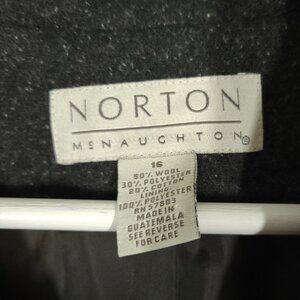 NORTON
McNAUGHTON®
16
50% WOOL
30% POLYESTER
20% COTTON
LINING:
100% POLYESTER
RN 57803
MADE IN
GUATEMALA
SEE REVERSE
FOR CARE